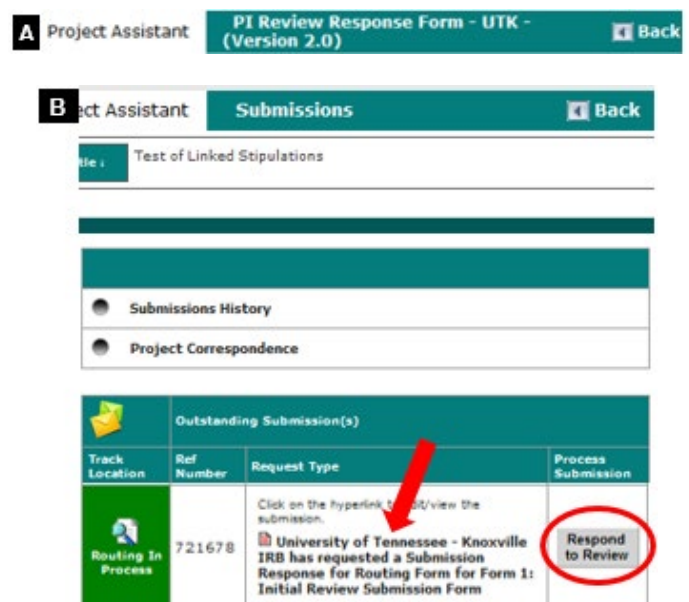 A Project Assistant PI Review Response Form - UTK - Back
(Version 2.0)
B ect Assistant Submissions Back
tle : Test of Linked Stipulations
Submissions History
Project Correspondence
Outstanding Submission(s)
Track Location
Ref Number
Request Type
Process Submission
Routing In Process
721678
Click on the hyperlink to edit/view the
submission.
University of Tennessee - Knoxville
IRB has requested a Submission
Response for Routing Form for Form 1:
Initial Review Submission Form
Respond
to Review